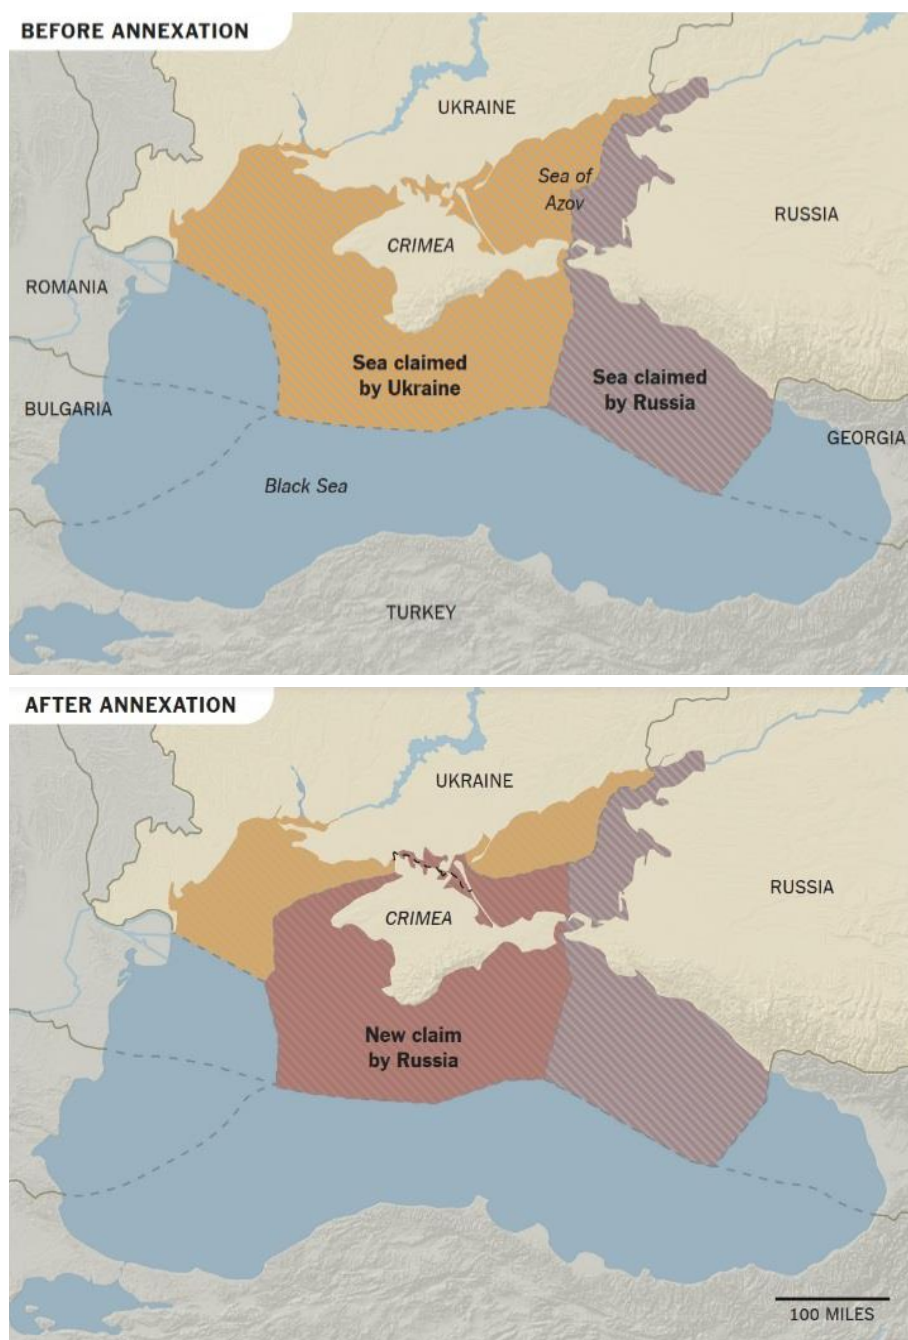 BEFORE ANNEXATION
UKRAINE
Sea of
Azov
RUSSIA
CRIMEA
ROMANIA
Sea claimed
by Ukraine
Sea claimed
by Russia
BULGARIA
GEORGIA
Black Sea
TURKEY
AFTER ANNEXATION
UKRAINE
RUSSIA
CRIMEA
New claim
by Russia
100 MILES